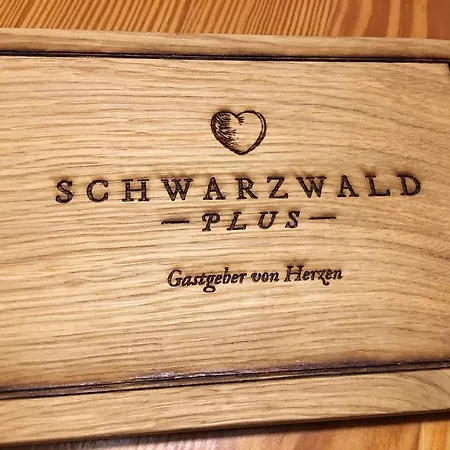 SCHWARZWALD
— PLUS —
Gastgeber von Herzen